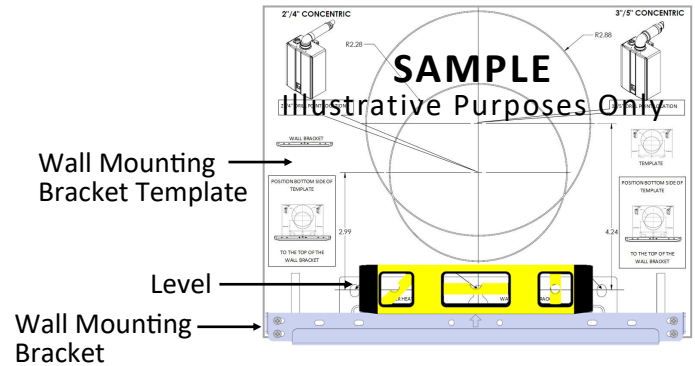 2"/4" CONCENTRIC
3"/5" CONCENTRIC
R2.28
R2.88
SAMPLE
Illustrative Purposes Only
WALL BRACKET
TEMPLATE
Wall Mounting
Bracket Template
POSITION BOTTOM SIDE OF
TEMPLATE
TO THE TOP OF THE
WALL BRACKET
POSITION BOTTOM SIDE OF
TEMPLATE
TO THE TOP OF THE
WALL BRACKET
2.99
4.24
Level
Wall Mounting
Bracket